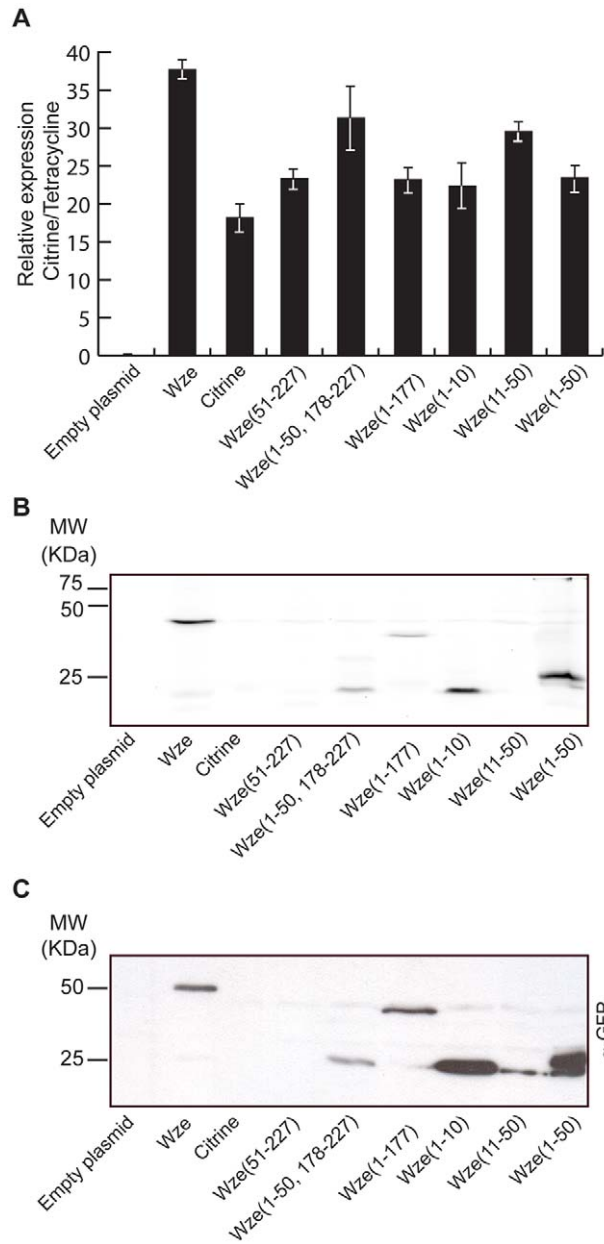 A
Relative expression
Citrine/Tetracycline
40
35
30
25
20
15
10
5
0
Empty plasmid
Wze
Citrine
Wze(51-227)
Wze(1-50, 178-227)
Wze(1-177)
Wze(1-10)
Wze(11-50)
Wze(1-50)
B
MW
(KDa)
75
50
25
Empty plasmid
Wze
Citrine
Wze(51-227)
Wze(1-50, 178-227)
Wze(1-177)
Wze(1-10)
Wze(11-50)
Wze(1-50)
C
MW
(KDa)
50
25
GFP
Empty plasmid
Wze
Citrine
Wze(51-227)
Wze(1-50, 178-227)
Wze(1-177)
Wze(1-10)
Wze(11-50)
Wze(1-50)